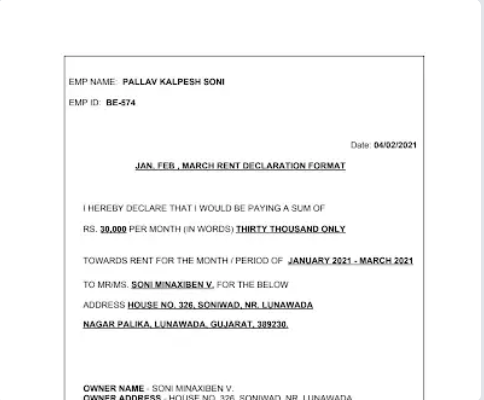 EMP NAME: PALLAV KALPESH SONI
EMP ID: BE-574
Date: 04/02/2021
JAN, FEB , MARCH RENT DECLARATION FORMAT
I HEREBY DECLARE THAT I WOULD BE PAYING A SUM OF
RS. 30,000 PER MONTH (IN WORDS) THIRTY THOUSAND ONLY
TOWARDS RENT FOR THE MONTH / PERIOD OF JANUARY 2021 - MARCH 2021
TO MR/MS. SONI MINAXIBEN V. FOR THE BELOW
ADDRESS HOUSE NO. 326, SONIWAD, NR. LUNAWADA
NAGAR PALIKA, LUNAWADA, GUJARAT, 389230.
OWNER NAME - SONI MINAXIBEN V.
OWNER ADDRESS - HOUSE NO. 326, SONIWAD, NR. LUNAWADA